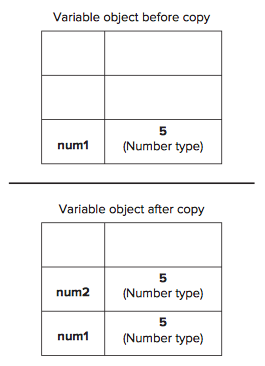 Variable object before copy
5
num1 (Number type)
Variable object after copy
5
num2 (Number type)
5
num1 (Number type)